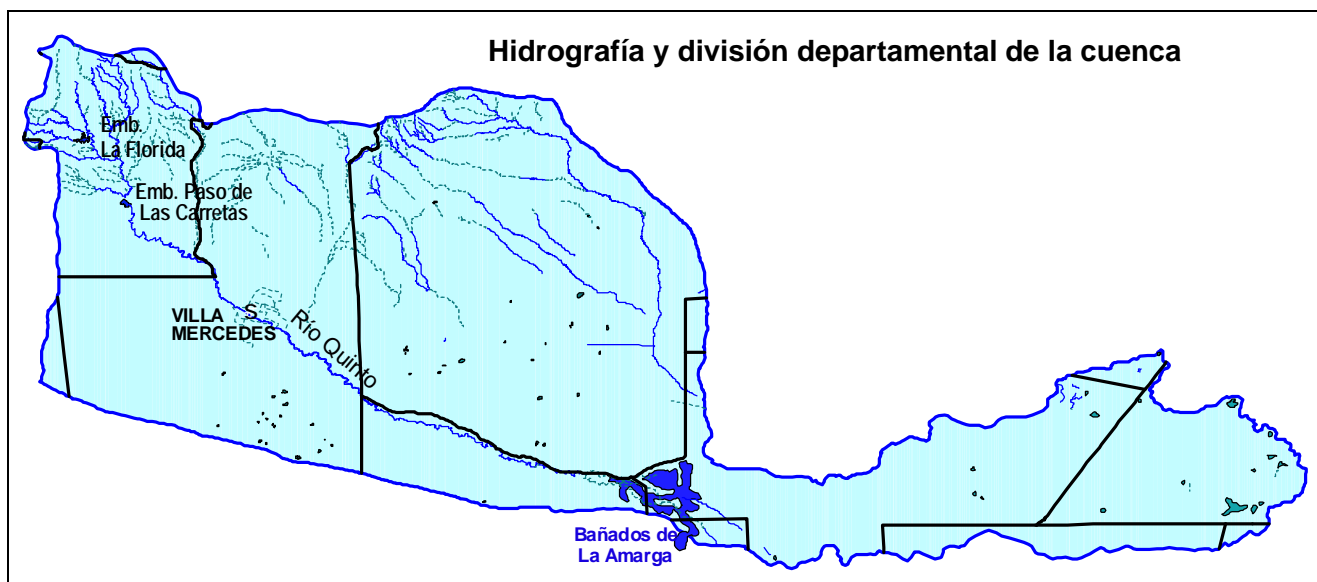 Hidrografía y división departamental de la cuenca
Emb.
La Florida
Emb. Paso de
Las Carretas
VILLA
MERCEDES
S
Río Quinto
Bañados de
La Amarga